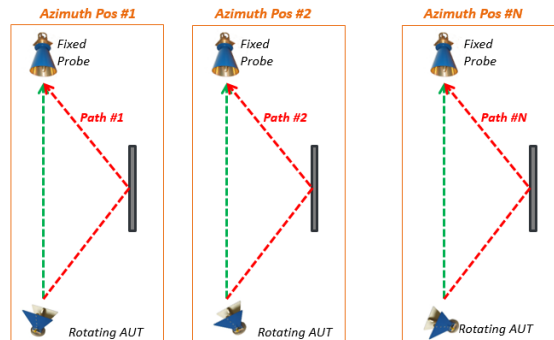 Azimuth Pos #1
Fixed
Probe
Path #1
Rotating AUT
Azimuth Pos #2
Fixed
Probe
Path #2
Rotating AUT
Azimuth Pos #N
Fixed
Probe
Path #N
Rotating AUT